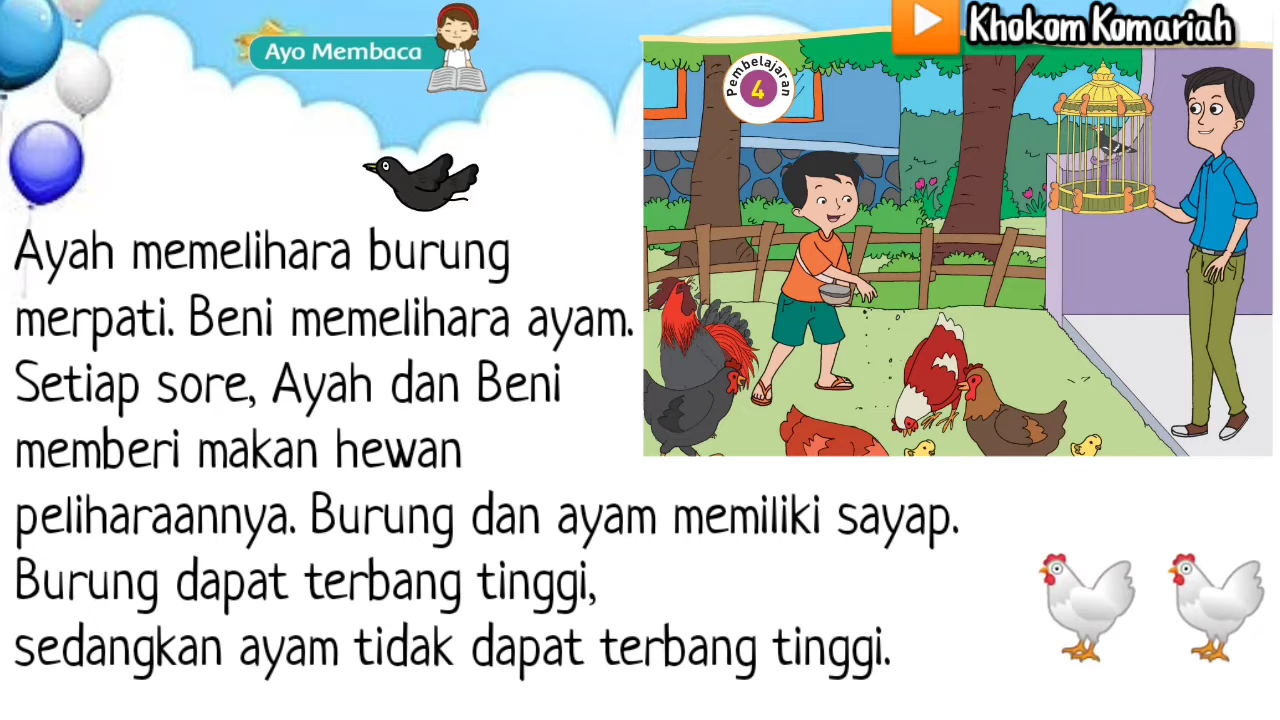 Ayo Membaca
Khokom Komariah
Pembelajaran
4
Ayah memelihara burung
merpati. Beni memelihara ayam.
Setiap sore, Ayah dan Beni
memberi makan hewan
peliharaannya. Burung dan ayam memiliki sayap.
Burung dapat terbang tinggi,
sedangkan ayam tidak dapat terbang tinggi.